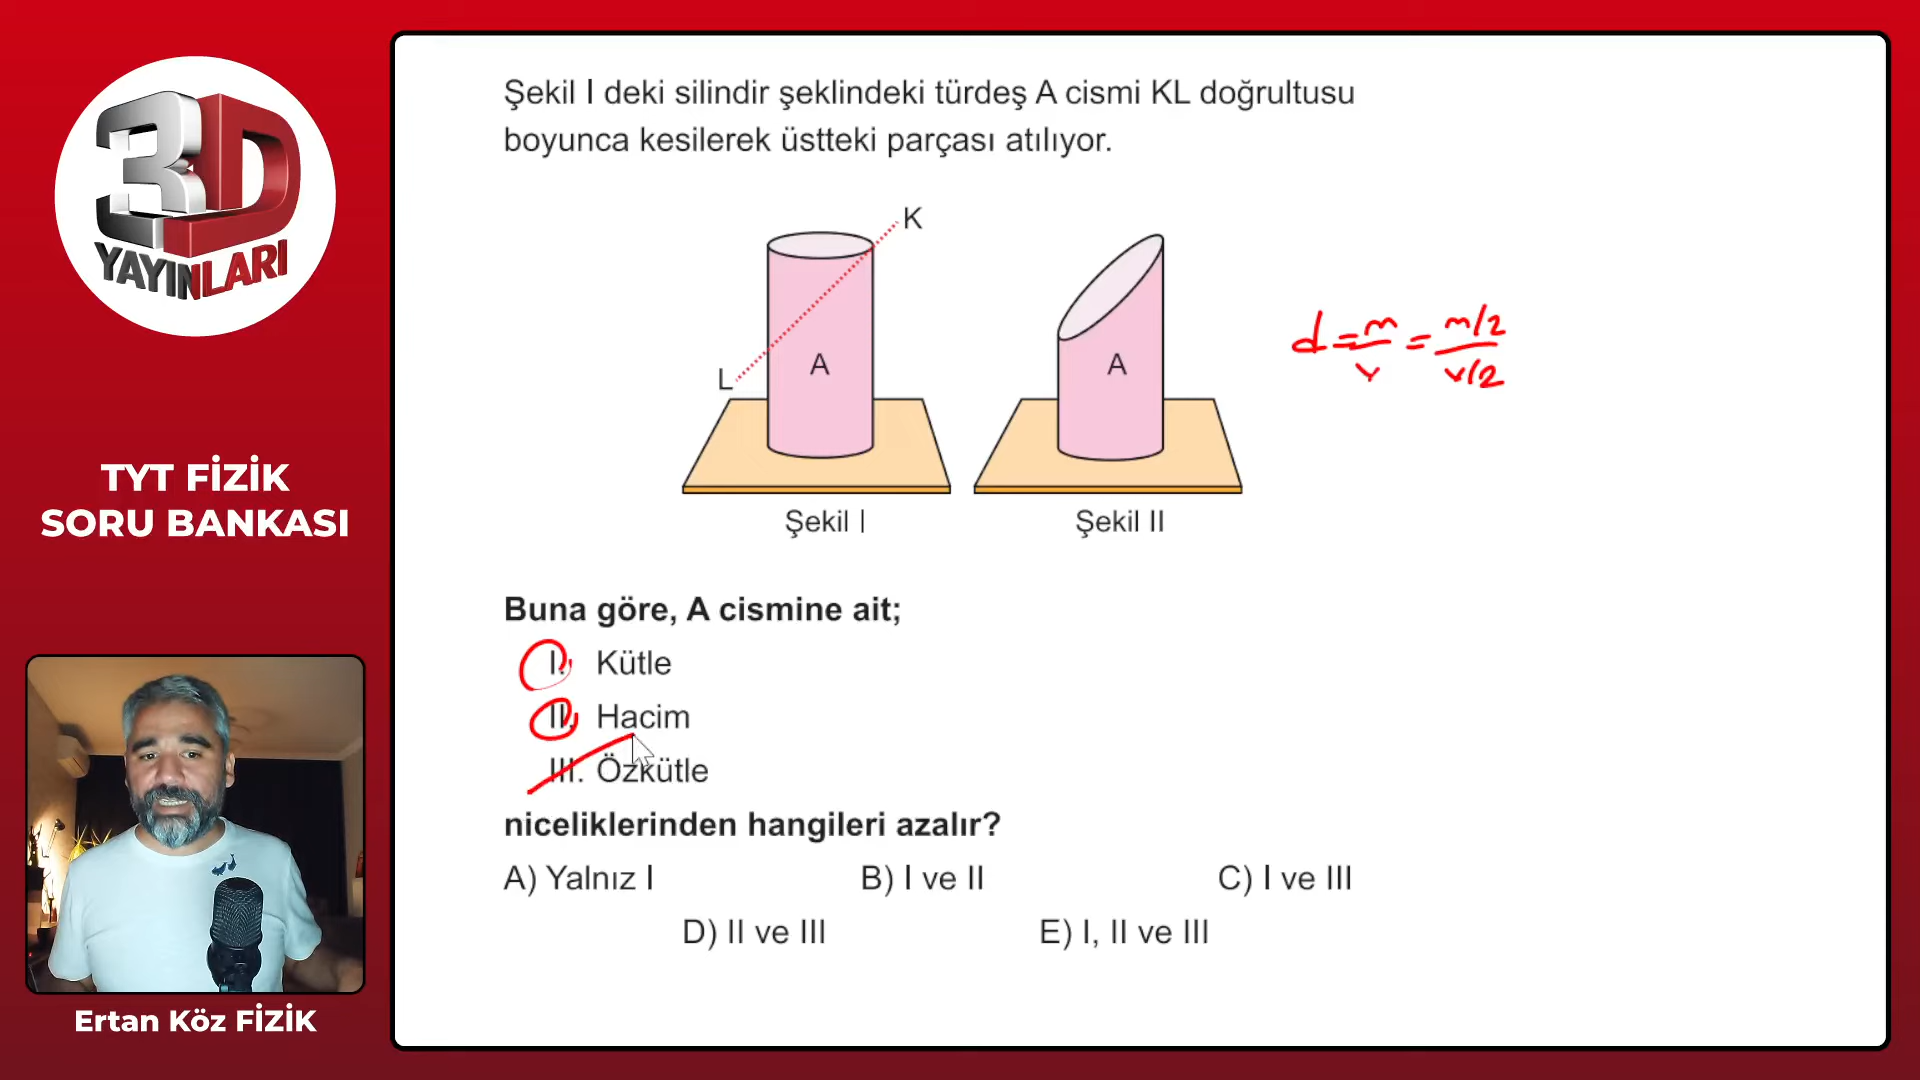 3D
YAYINLARI
TYT FİZİK
SORU BANKASI
Ertan Köz FİZİK
Şekil I deki silindir şeklindeki türdeş A cismi KL doğrultusu
boyunca kesilerek üstteki parçası atılıyor.
K
L
A
A
Şekil I
Şekil II
d = m/v = m/2 / v/2
Buna göre, A cismine ait;
I. Kütle
II. Hacim
III. Özkütle
niceliklerinden hangileri azalır?
A) Yalnız I B) I ve II C) I ve III
D) II ve III E) I, II ve III